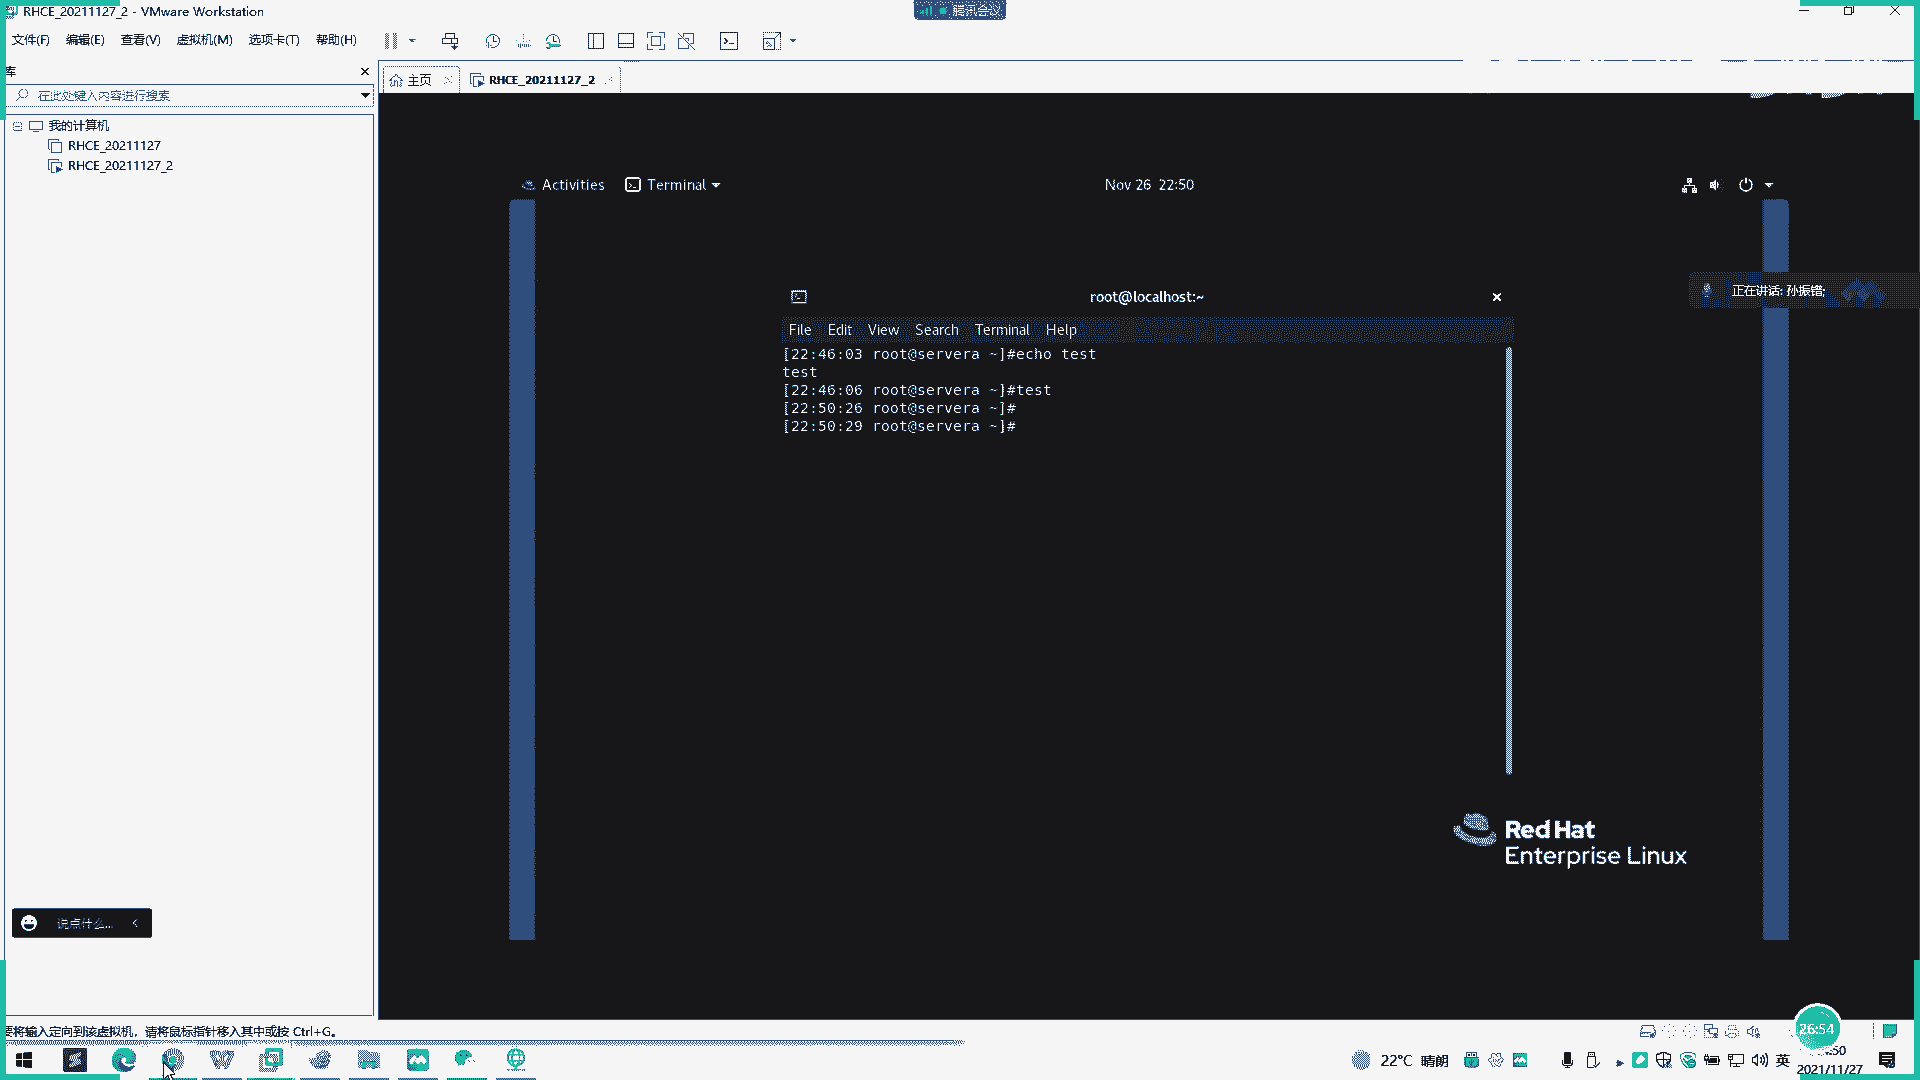 RHCE_20211127_2 - VMware Workstation
腾讯会议
文件(F) 编辑(E) 查看(V) 虚拟机(M) 选项卡(T) 帮助(H)
库
主页
RHCE_20211127_2
在此处键入内容进行搜索
我的计算机
RHCE_20211127
RHCE_20211127_2
Activities Terminal Nov 26 22:50
root@localhost:~
正在讲话: 孙振锴;
File Edit View Search Terminal Help
[22:46:03 root@servera ~]#echo test
test
[22:46:06 root@servera ~]#test
[22:50:26 root@servera ~]#
[22:50:29 root@servera ~]#
Red Hat
Enterprise Linux
说点什么...
要将输入定向到该虚拟机，请将鼠标指针移入其中或按 Ctrl+G。
26:54
22°C 晴朗
英
:50
2021/11/27